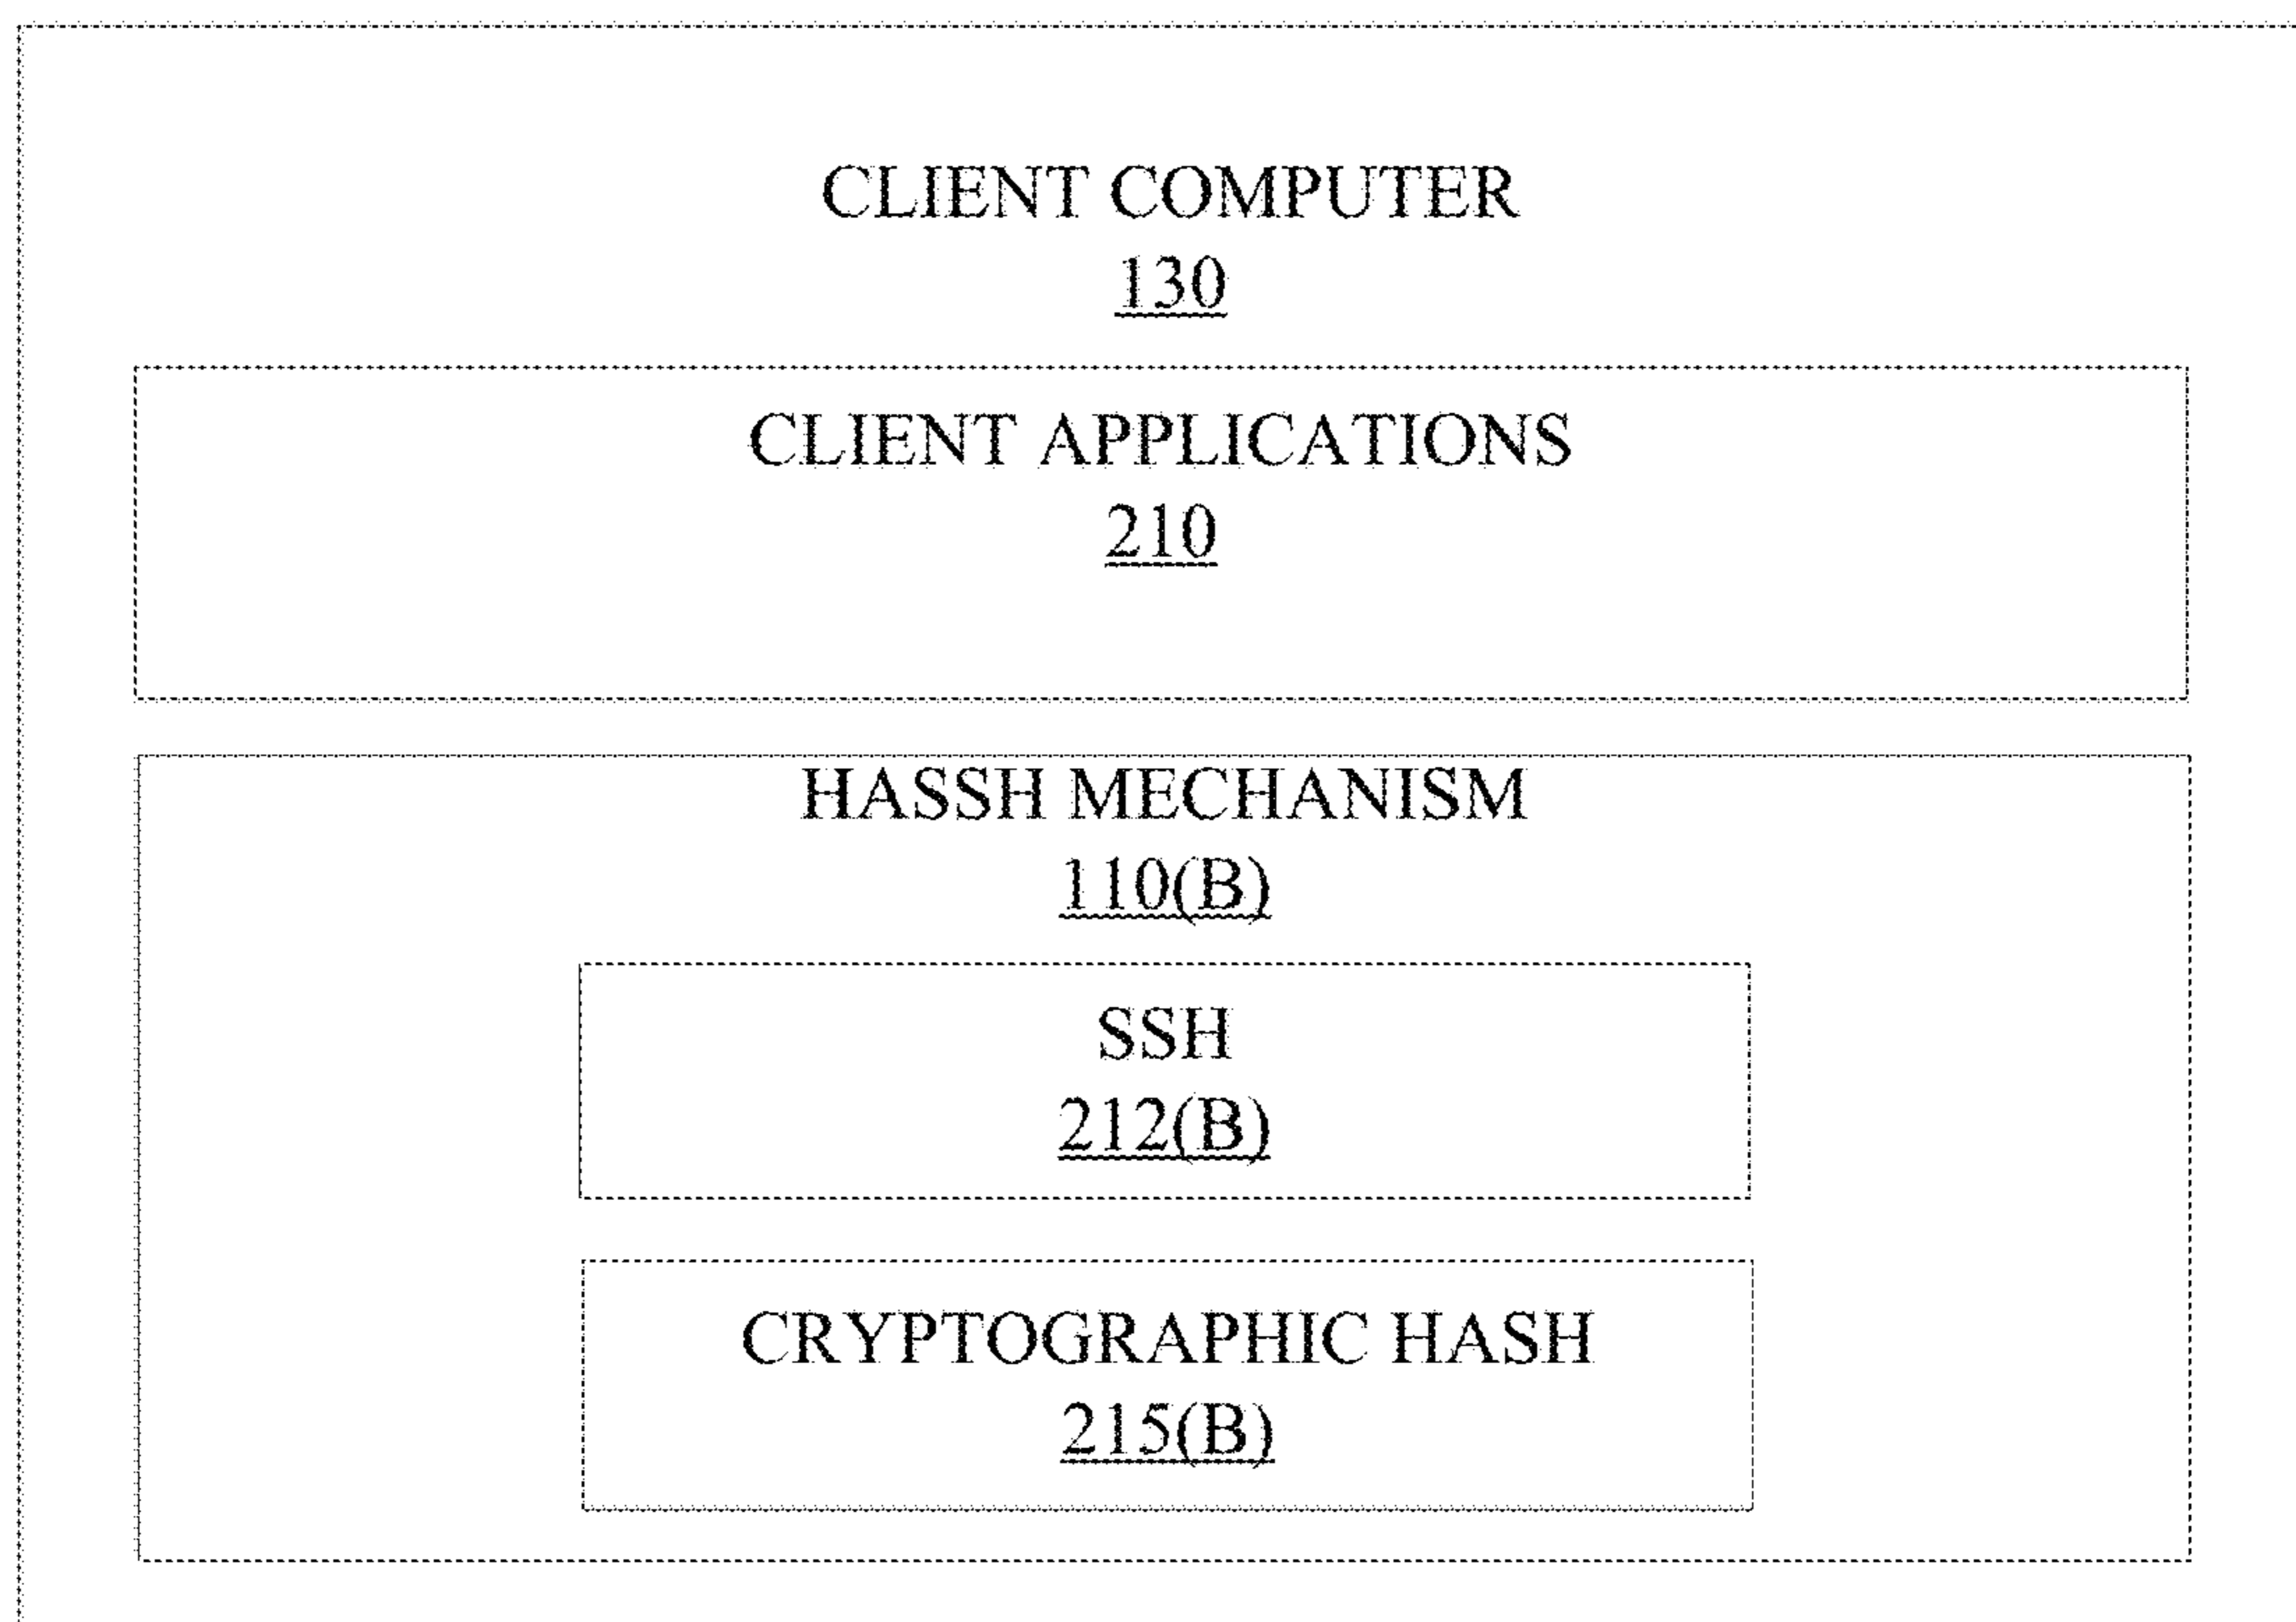 CLIENT COMPUTER
130
CLIENT APPLICATIONS
210
HASSH MECHANISM
110(B)
SSH
212(B)
CRYPTOGRAPHIC HASH
215(B)